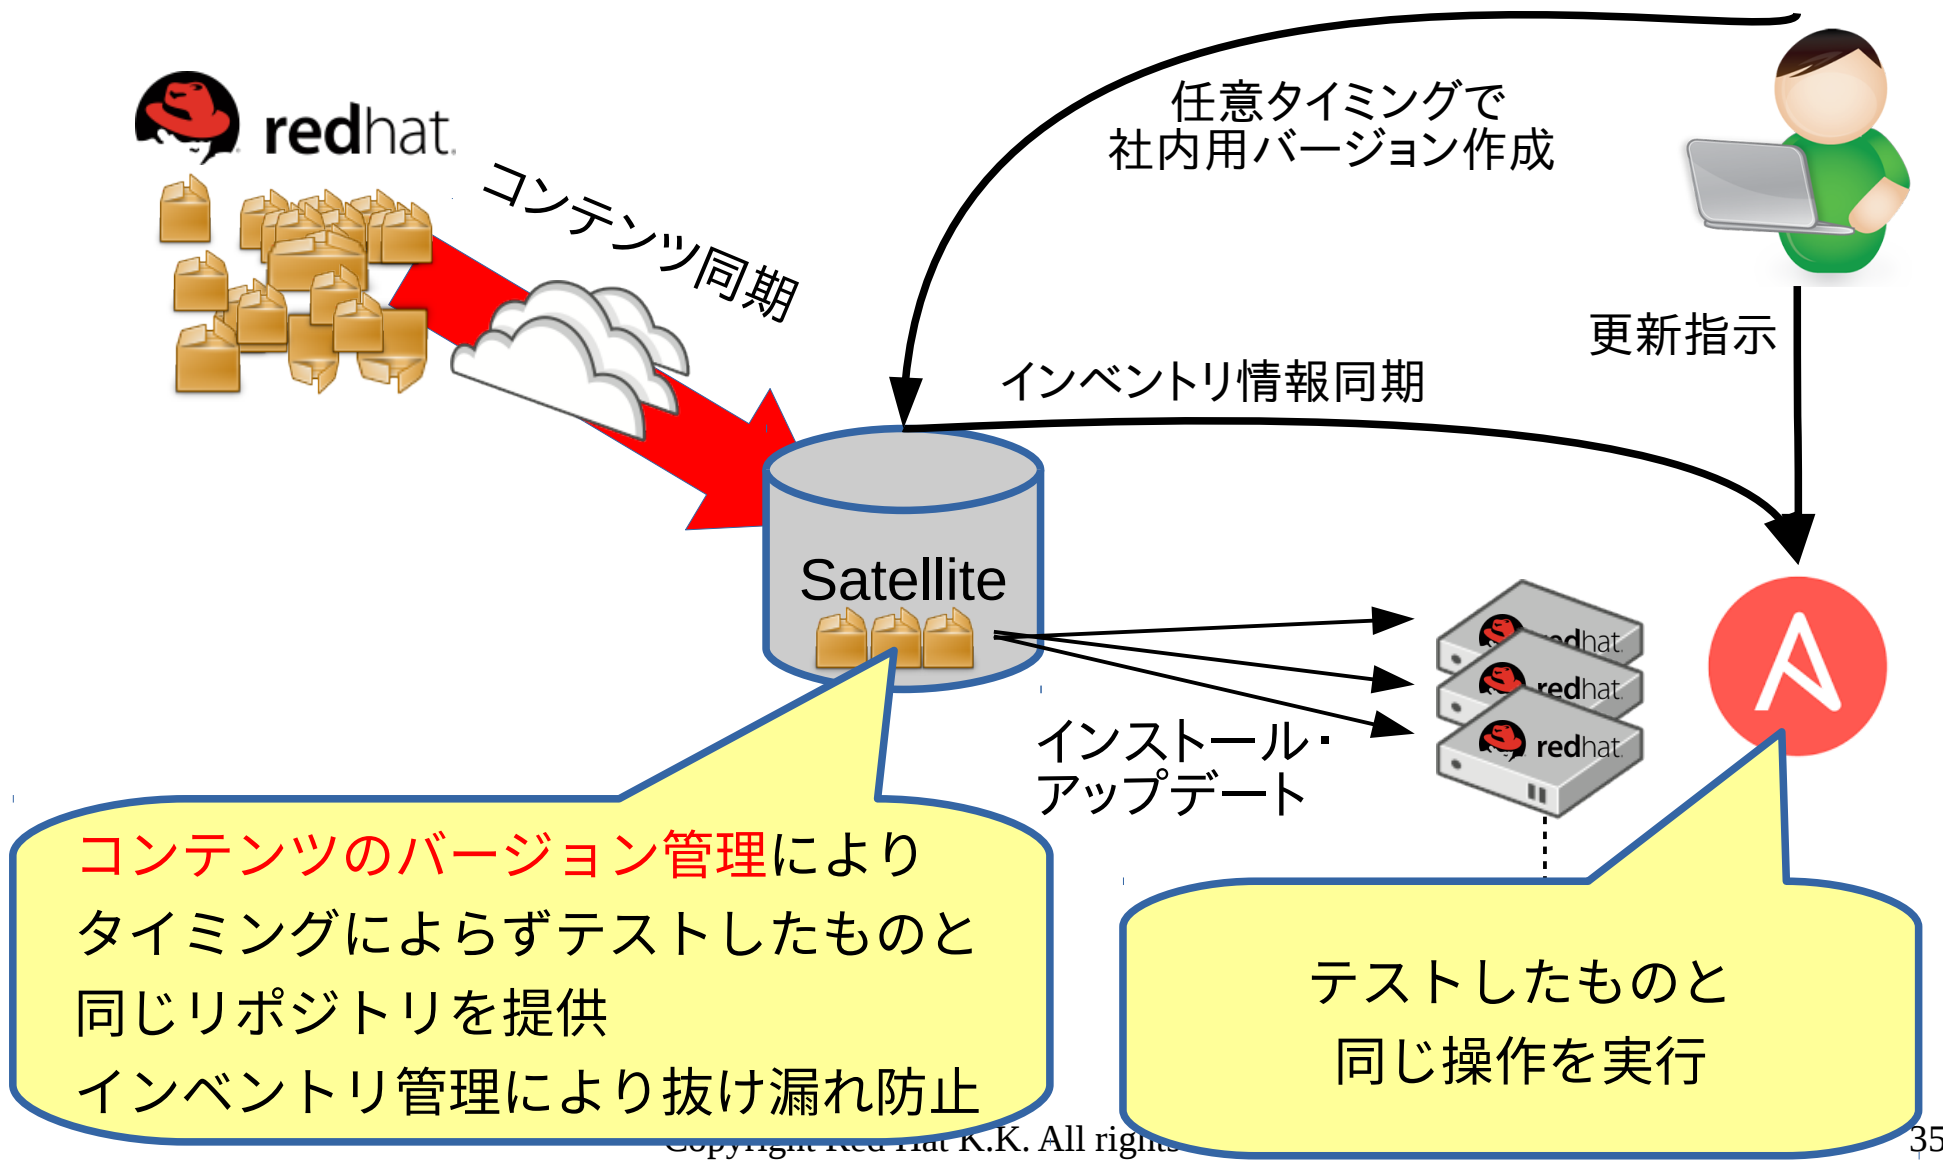 redhat.
コンテンツ同期
任意タイミングで
社内用バージョン作成
更新指示
インベントリ情報同期
Satellite
redhat.
redhat.
redhat.
インストール・
アップデート
コンテンツのバージョン管理により
タイミングによらずテストしたものと
同じリポジトリを提供
インベントリ管理により抜け漏れ防止
テストしたものと
同じ操作を実行
Copyright Red Hat K.K. All rights
35